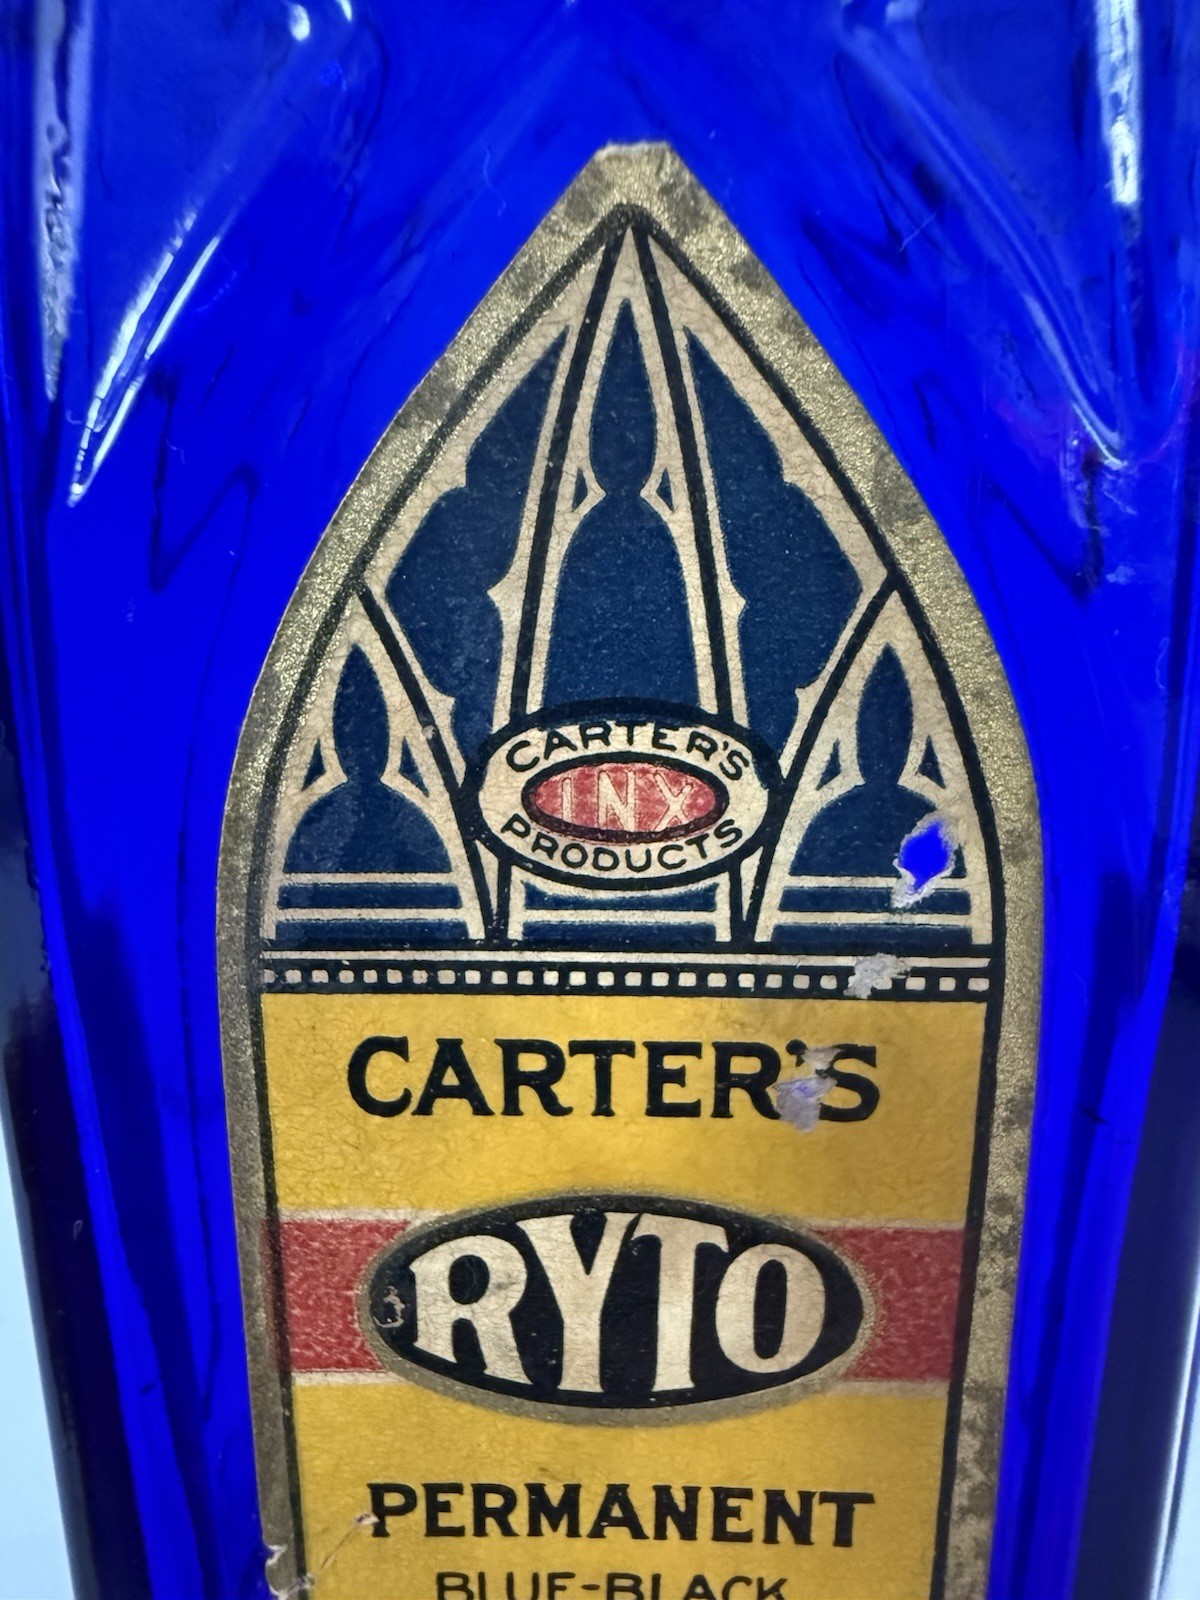 CARTER'S
INX
PRODUCTS
CARTER'S
RYTO
PERMANENT
BLUE-BLACK